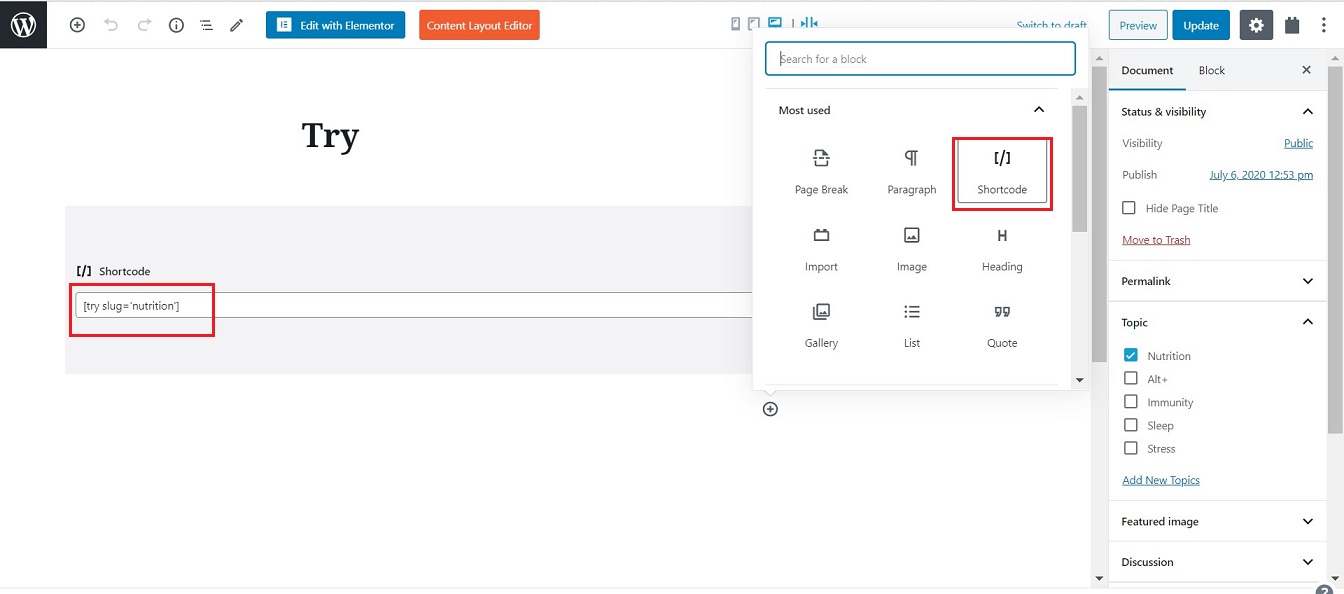 Edit with Elementor
Content Layout Editor
Switch to draft
Preview
Update
Search for a block
Most used
Page Break
Paragraph
[/]
Shortcode
Import
Image
H
Heading
Gallery
List
Quote
Try
[/] Shortcode
[try slug='nutrition']
Document
Block
Status & visibility
Visibility
Public
Publish
July 6, 2020 12:53 pm
Hide Page Title
Move to Trash
Permalink
Topic
Nutrition
Alt+
Immunity
Sleep
Stress
Add New Topics
Featured image
Discussion